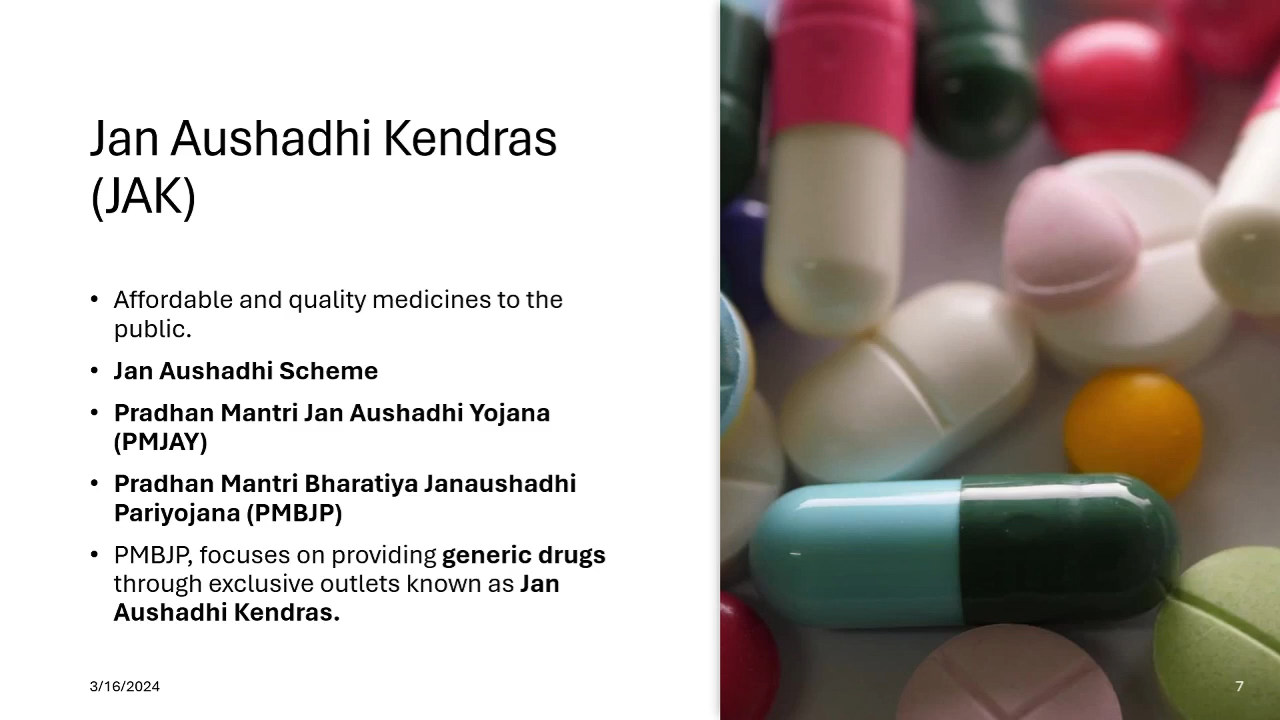 Jan Aushadhi Kendras
(JAK)
• Affordable and quality medicines to the
public.
• Jan Aushadhi Scheme
• Pradhan Mantri Jan Aushadhi Yojana
(PMJAY)
• Pradhan Mantri Bharatiya Janaushadhi
Pariyojana (PMBJP)
• PMBJP, focuses on providing generic drugs
through exclusive outlets known as Jan
Aushadhi Kendras.
3/16/2024
7